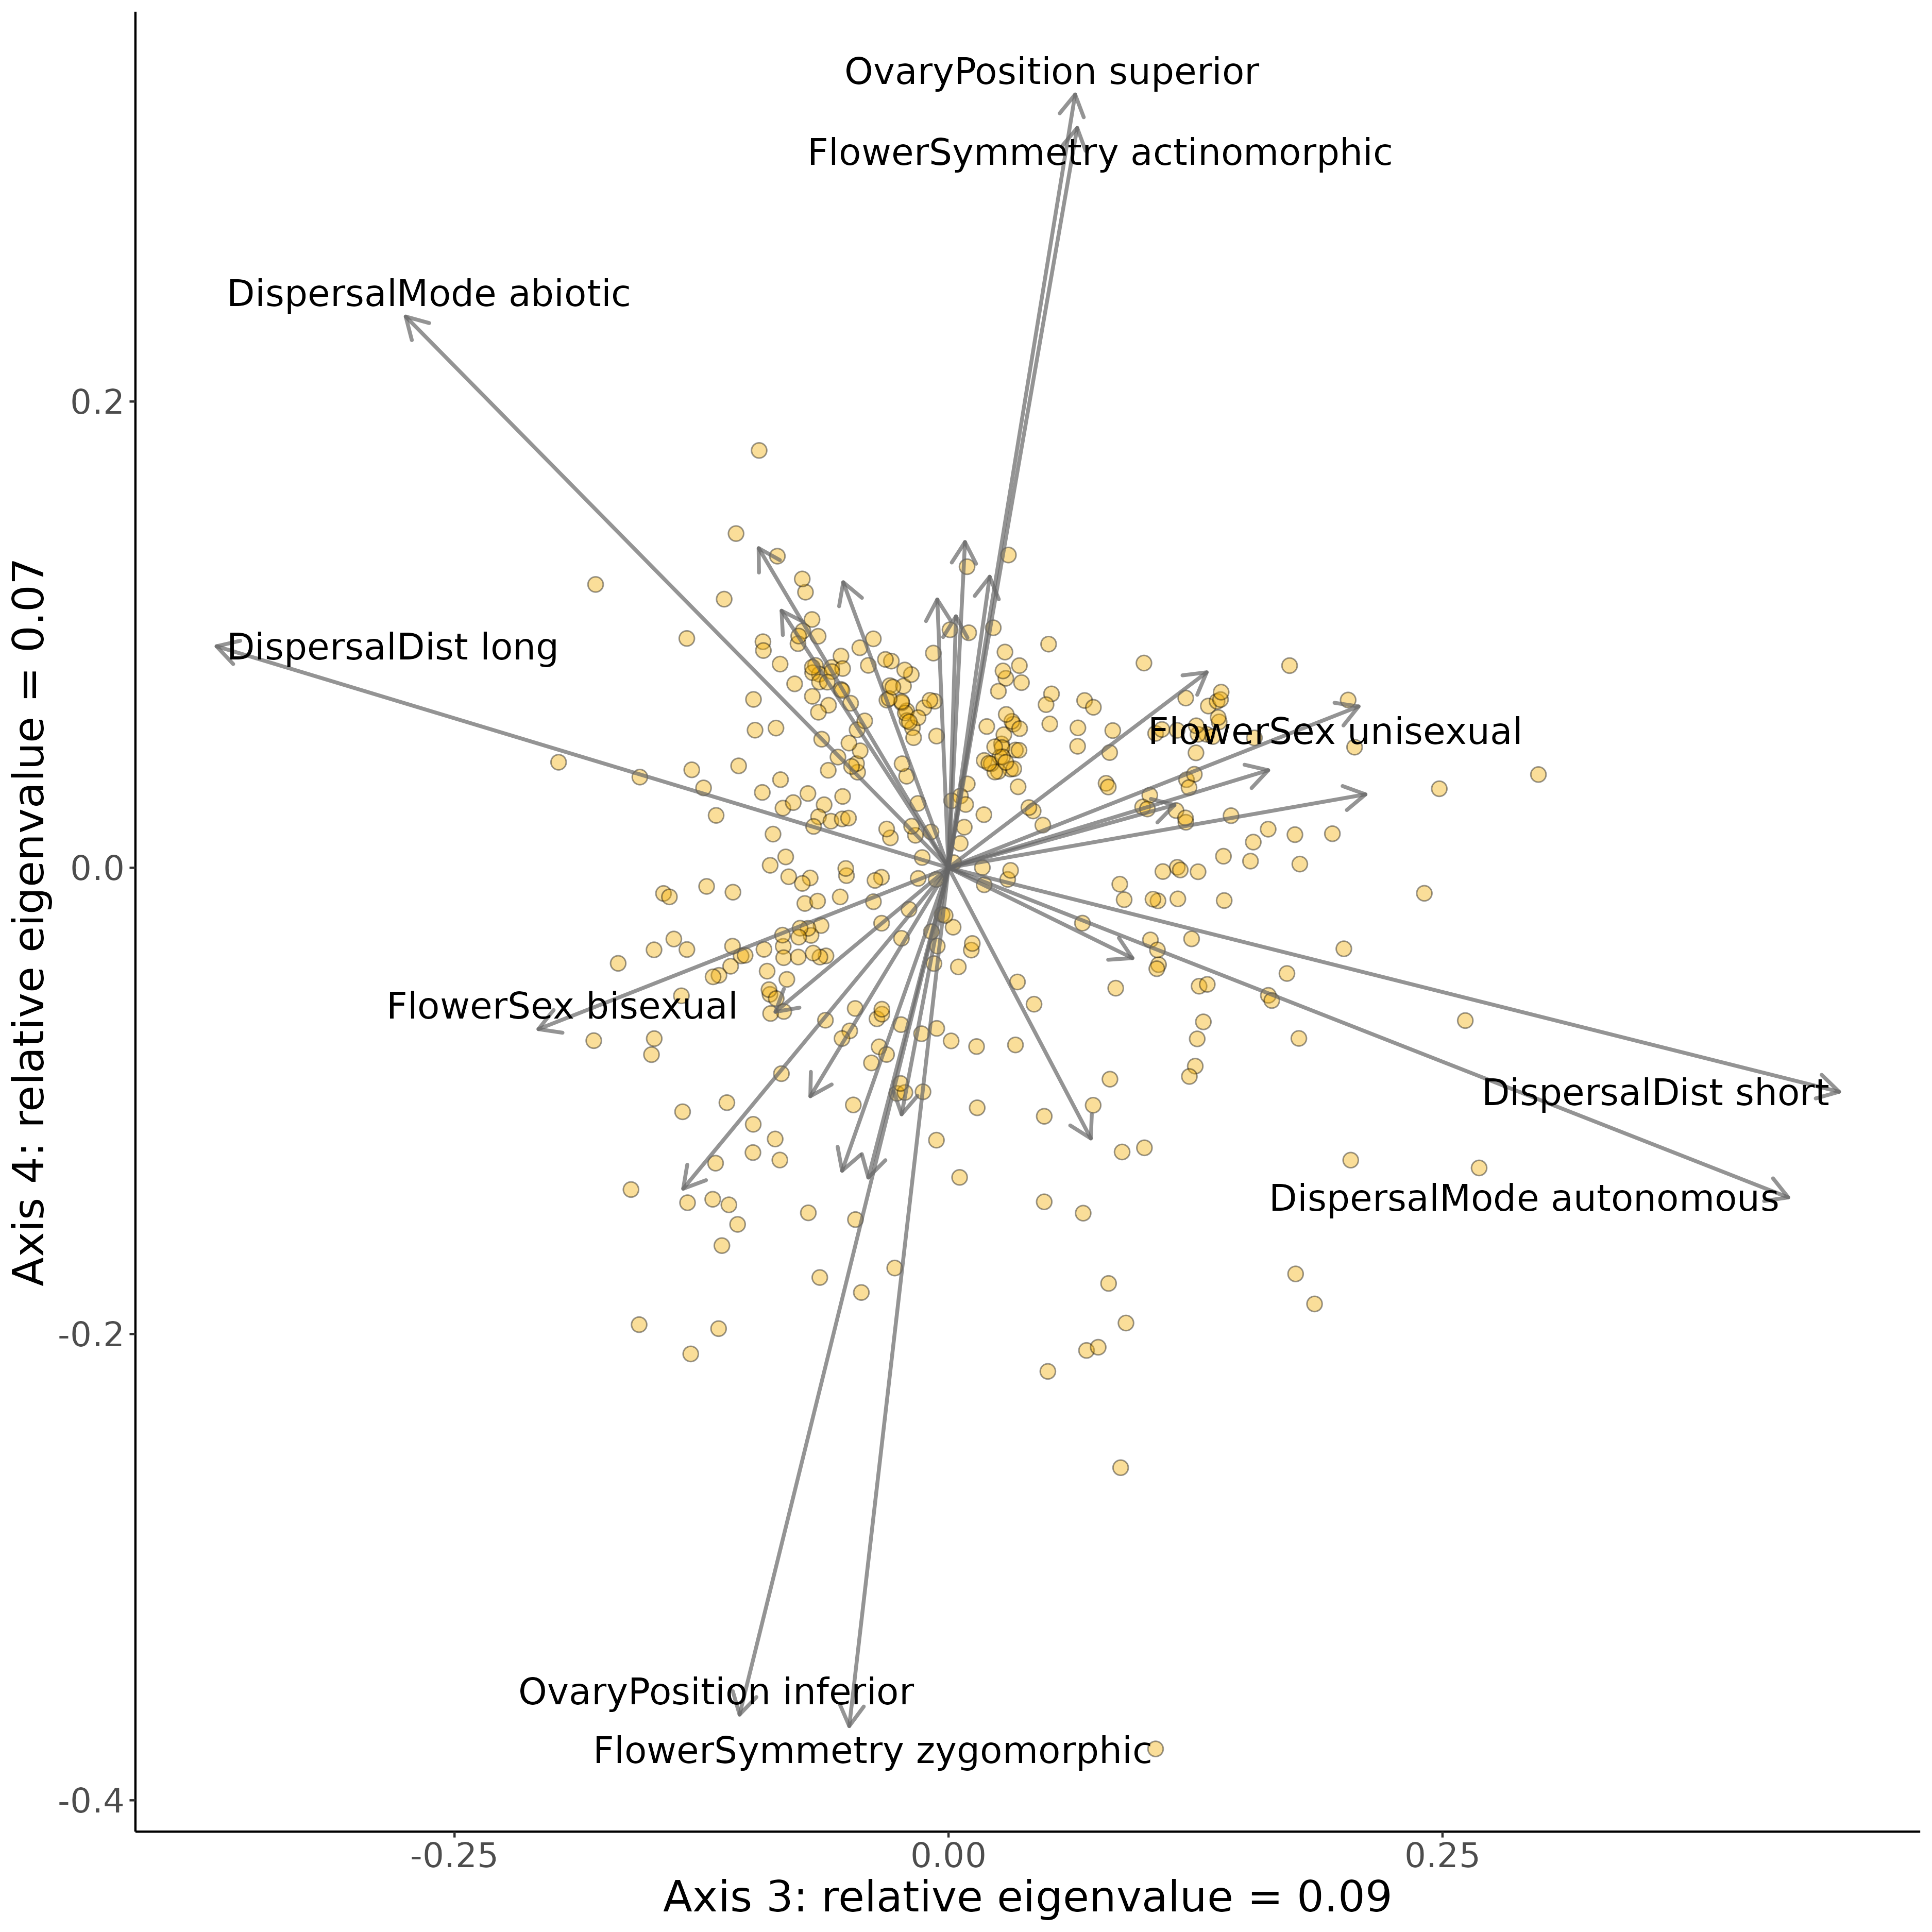 OvaryPosition superior
FlowerSymmetry actinomorphic
DispersalMode abiotic
0.2
DispersalDist long
FlowerSex unisexual
0.0
FlowerSex bisexual
DispersalDist short
DispersalMode autonomous
-0.2
OvaryPosition inferior
FlowerSymmetry zygomorphic
-0.4
-0.25
0.00
0.25
Axis 3: relative eigenvalue = 0.09
Axis 4: relative eigenvalue = 0.07